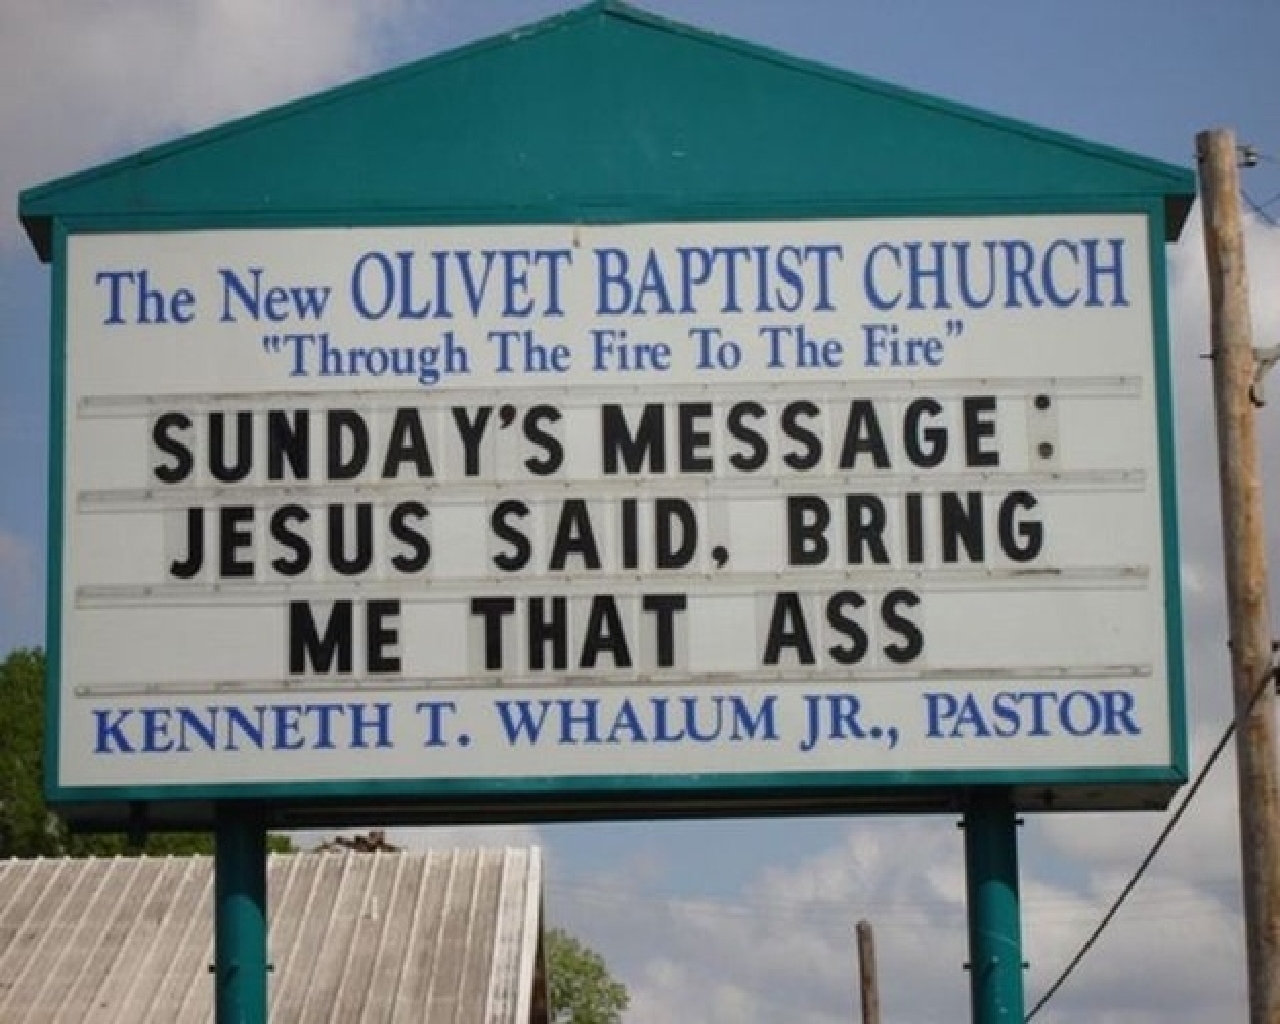 The New OLIVET BAPTIST CHURCH
"Through The Fire To The Fire"
SUNDAY'S MESSAGE:
JESUS SAID, BRING
ME THAT ASS
KENNETH T. WHALUM JR., PASTOR